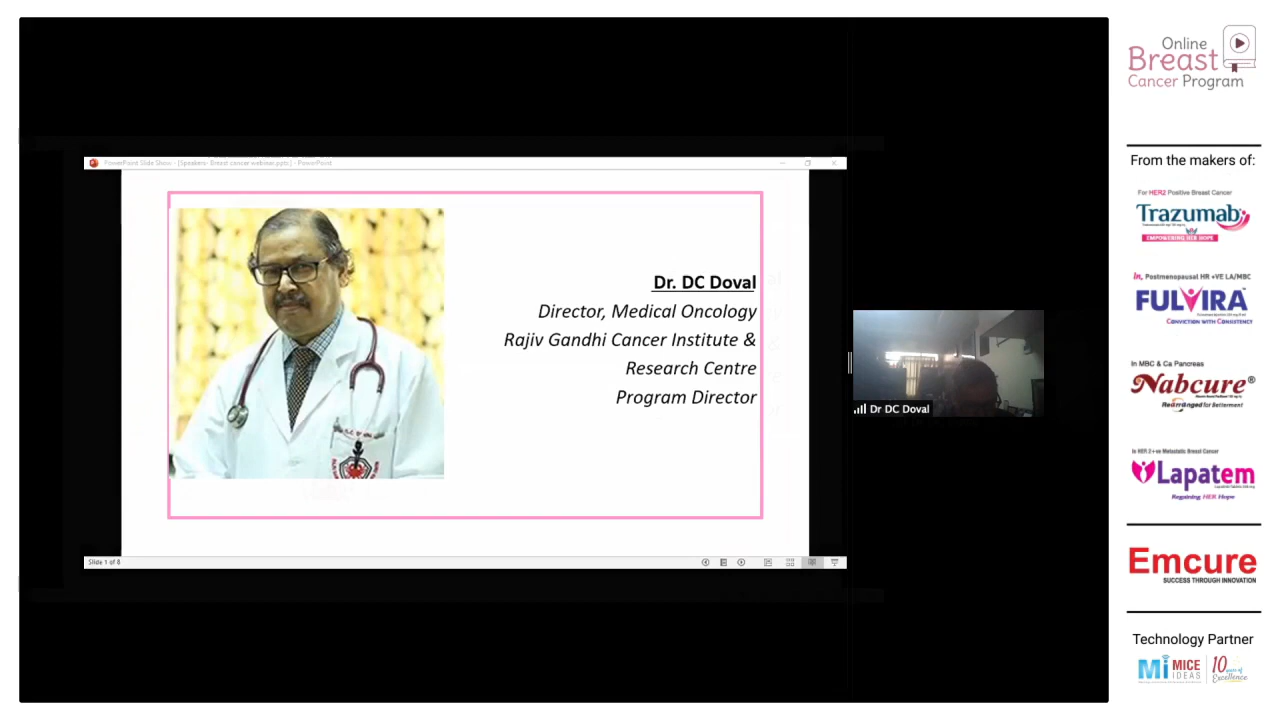 PowerPoint Slide Show - [Speakers- Breast cancer webinar.pptx] - PowerPoint
Dr. DC Doval
Director, Medical Oncology
Rajiv Gandhi Cancer Institute &
Research Centre
Program Director
Slide 1 of 8
Dr DC Doval
Online
Breast
Cancer Program
From the makers of:
For HER2 Positive Breast Cancer
Trazumab
EMPOWERING HER HOPE
In, Postmenopausal HR +VE LA/MBC
FULVIRA
CONVICTION WITH CONSISTENCY
In MBC & Ca Pancreas
Nabcure®
Rearranged for Betterment
In HER 2+ve Metastatic Breast Cancer
Lapatem
Regaining HER Hope
Emcure
SUCCESS THROUGH INNOVATION
Technology Partner
Mi MICE IDEAS
10 years of Excellence